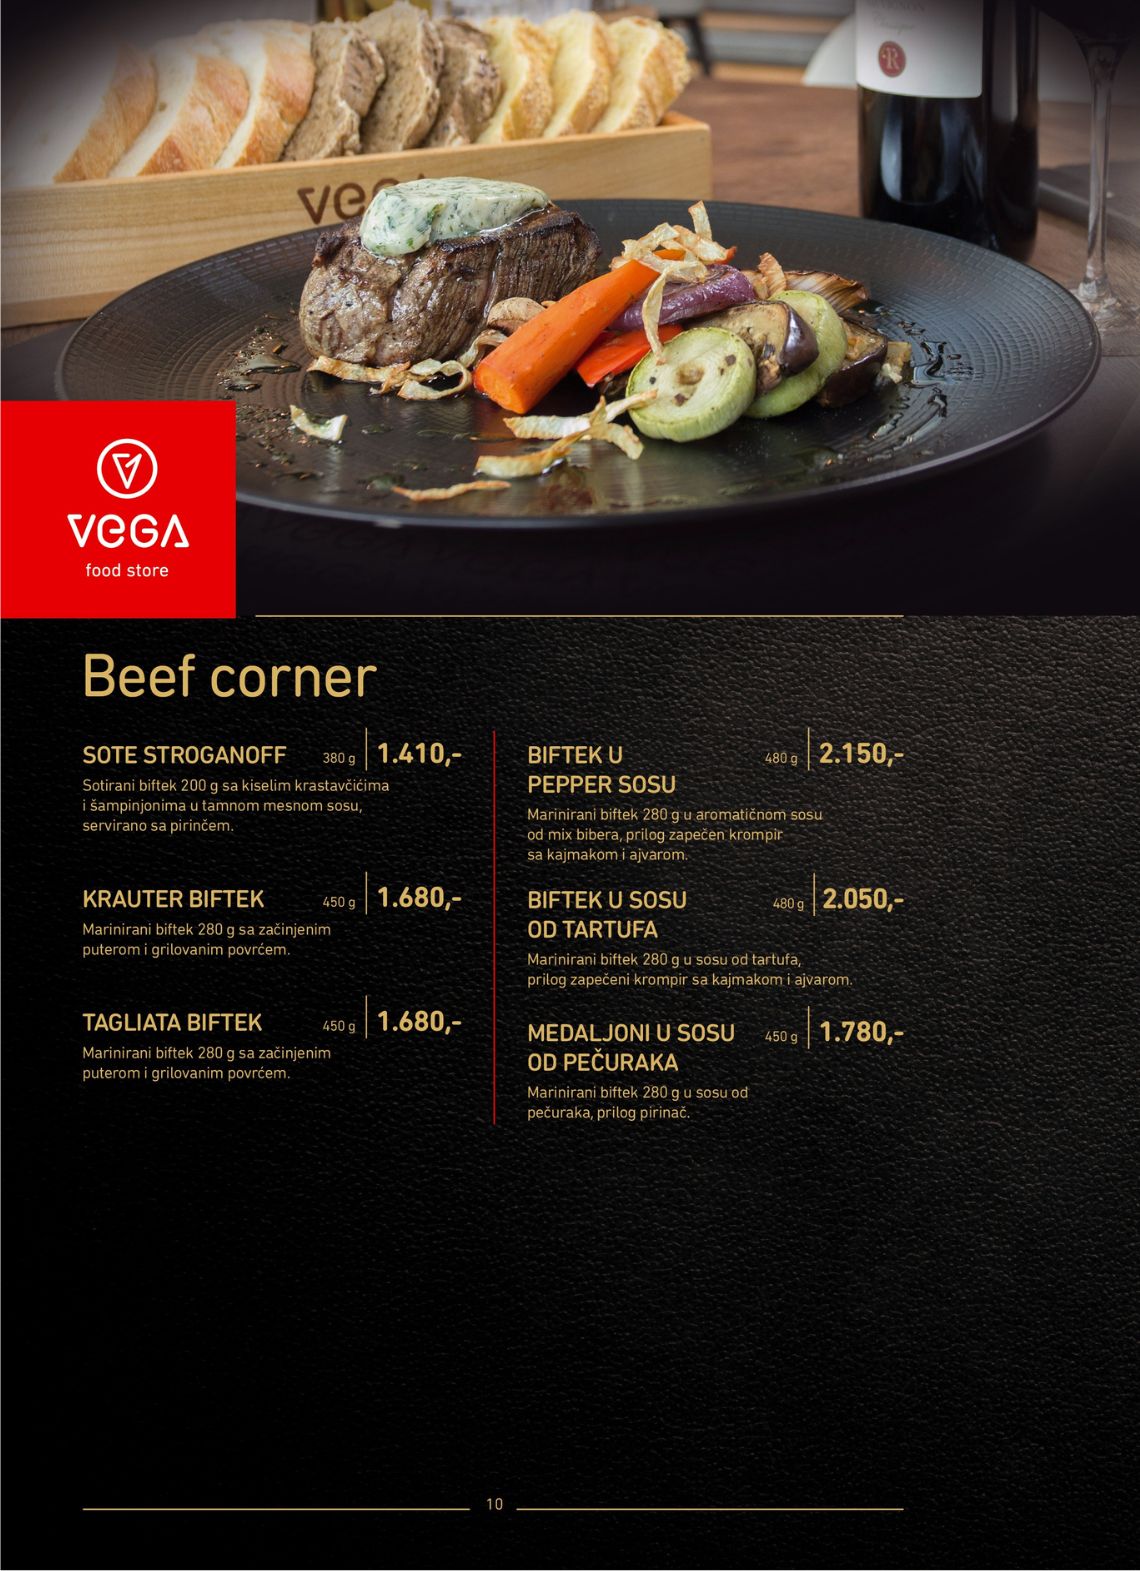 VEGA
food store
Beef corner
SOTE STROGANOFF 380 g 1.410,-
Sotirani biftek 200 g sa kiselim krastavčićima
i šampinjonima u tamnom mesnom sosu,
servirano sa pirinčem.
KRAUTER BIFTEK 450 g 1.680,-
Marinirani biftek 280 g sa začinjenim
puterom i grilovanim povrćem.
TAGLIATA BIFTEK 450 g 1.680,-
Marinirani biftek 280 g sa začinjenim
puterom i grilovanim povrćem.
BIFTEK U 480 g 2.150,-
PEPPER SOSU
Marinirani biftek 280 g u aromatičnom sosu
od mix bibera, prilog zapečen krompir
sa kajmakom i ajvarom.
BIFTEK U SOSU 480 g 2.050,-
OD TARTUFA
Marinirani biftek 280 g u sosu od tartufa,
prilog zapečeni krompir sa kajmakom i ajvarom.
MEDALJONI U SOSU 450 g 1.780,-
OD PEČURAKA
Marinirani biftek 280 g u sosu od
pečuraka, prilog pirinač.
10